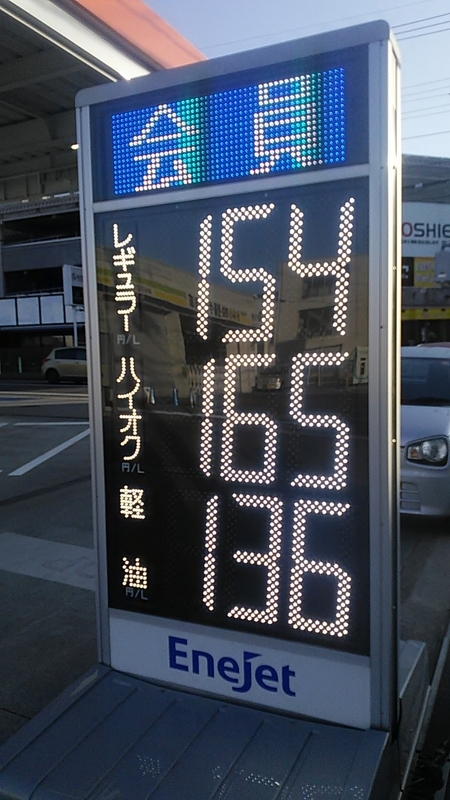 会員
レギュラー 154
円/L
ハイオク 165
円/L
軽油 136
円/L
EneJet
OSHIE